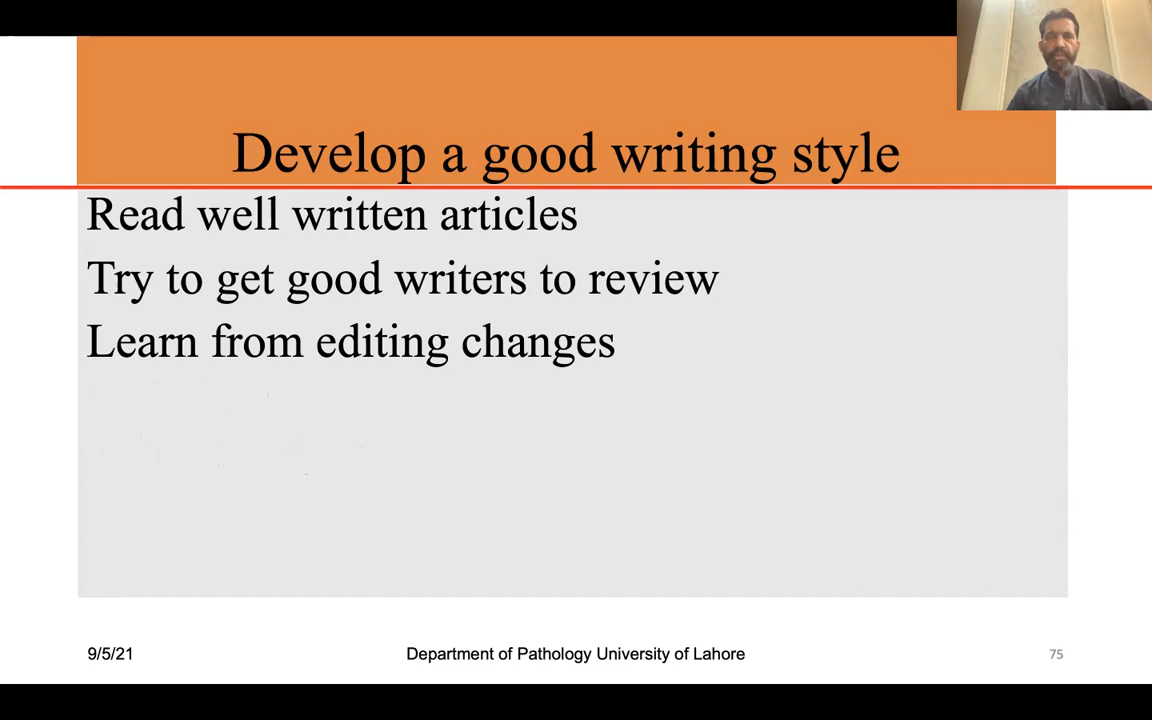 Develop a good writing style
Read well written articles
Try to get good writers to review
Learn from editing changes
9/5/21
Department of Pathology University of Lahore
75